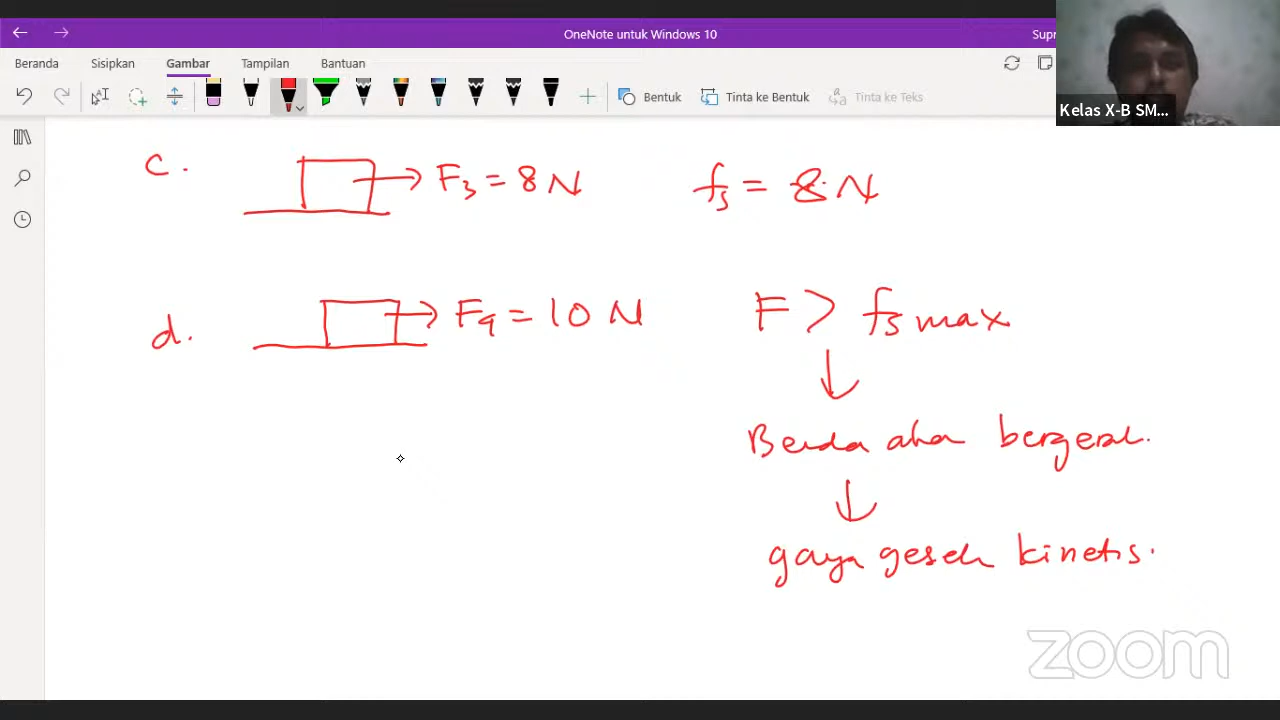 OneNote untuk Windows 10
Supr
Beranda Sisipkan Gambar Tampilan Bantuan
Bentuk Tinta ke Bentuk Tinta ke Teks
Kelas X-B SM...
c. F3 = 8 N fs = 8 N
d. F4 = 10 N F > fs max
Benda akan bergerak.
gaya gesek kinetis.
zoom